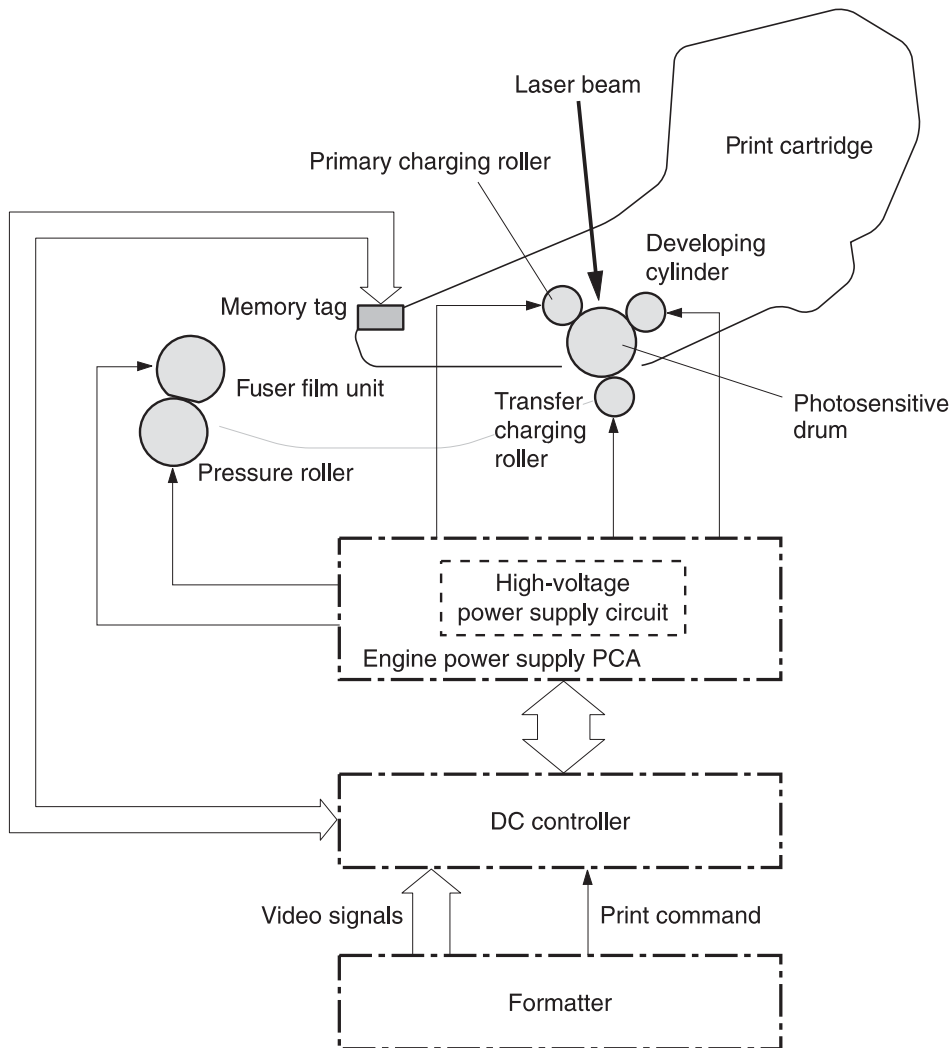 Laser beam
Primary charging roller
Print cartridge
Developing
cylinder
Memory tag
Fuser film unit
Transfer
charging
roller
Photosensitive
drum
Pressure roller
High-voltage
power supply circuit
Engine power supply PCA
DC controller
Video signals
Print command
Formatter